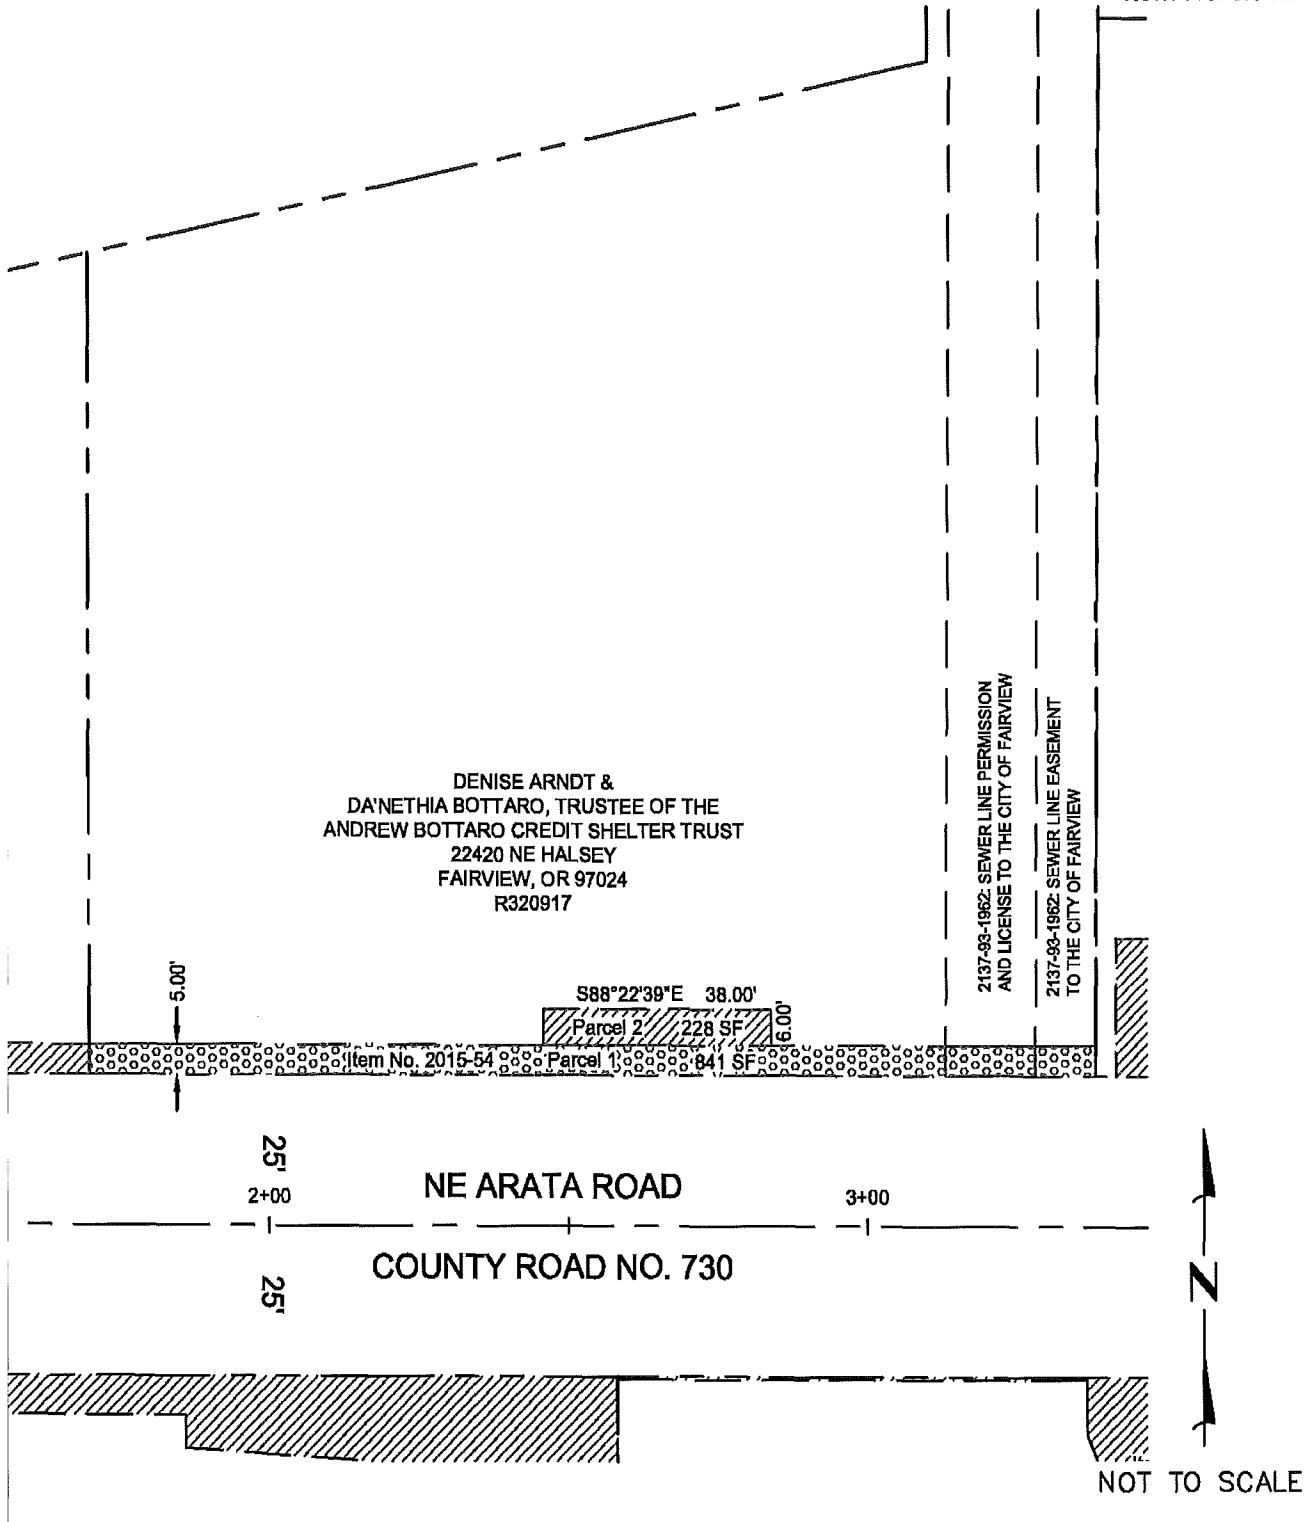 DENISE ARNDT &
DA'NETHIA BOTTARO, TRUSTEE OF THE
ANDREW BOTTARO CREDIT SHELTER TRUST
22420 NE HALSEY
FAIRVIEW, OR 97024
R320917
2137-93-1962: SEWER LINE PERMISSION
AND LICENSE TO THE CITY OF FAIRVIEW
2137-93-1962: SEWER LINE EASEMENT
TO THE CITY OF FAIRVIEW
5.00'
S88°22'39"E 38.00'
Parcel 2 228 SF
6.00'
Item No. 2015-54 Parcel 1 841 SF
25'
2+00
NE ARATA ROAD
3+00
COUNTY ROAD NO. 730
25'
N
NOT TO SCALE